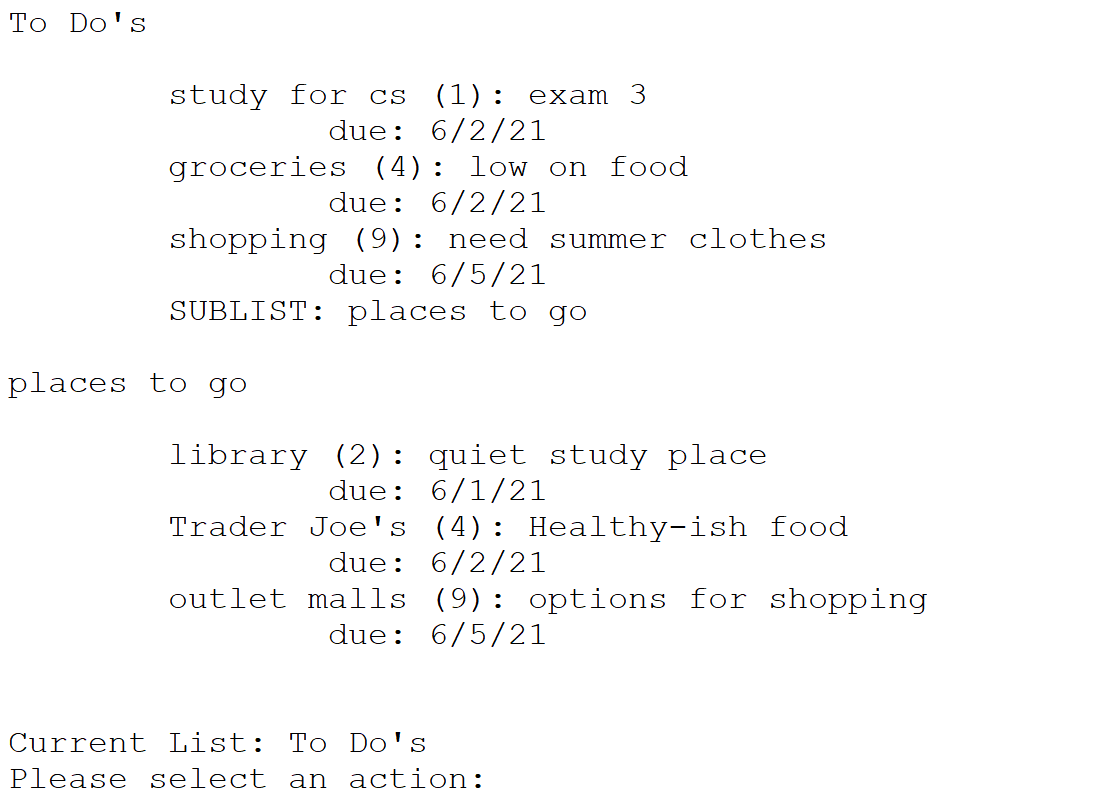 To Do's
study for cs (1): exam 3
due: 6/2/21
groceries (4): low on food
due: 6/2/21
shopping (9): need summer clothes
due: 6/5/21
SUBLIST: places to go
places to go
library (2): quiet study place
due: 6/1/21
Trader Joe's (4): Healthy-ish food
due: 6/2/21
outlet malls (9): options for shopping
due: 6/5/21
Current List: To Do's
Please select an action: